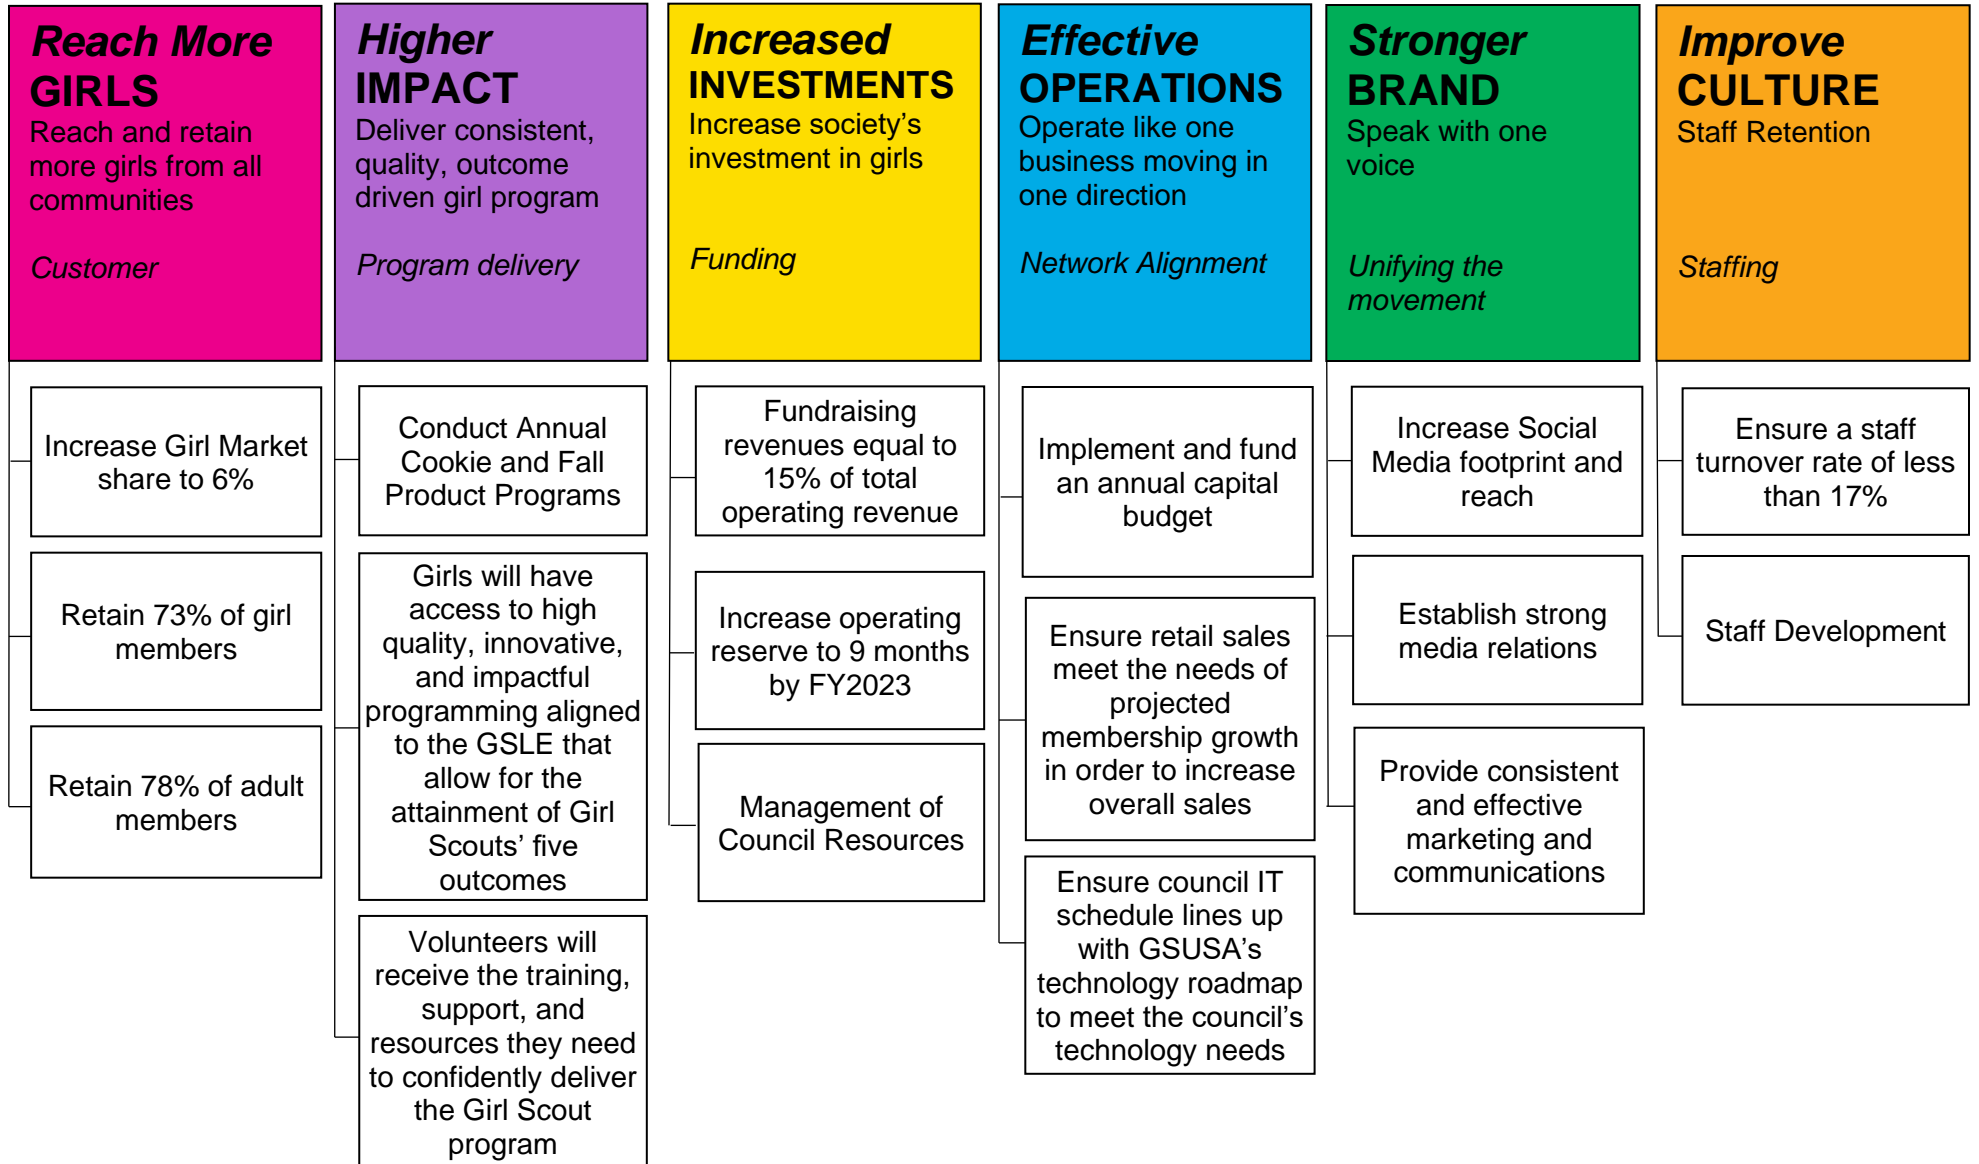 Reach More
GIRLS
Reach and retain
more girls from all
communities
Customer
Increase Girl Market
share to 6%
Retain 73% of girl
members
Retain 78% of adult
members
Higher
IMPACT
Deliver consistent,
quality, outcome
driven girl program
Program delivery
Conduct Annual
Cookie and Fall
Product Programs
Girls will have
access to high
quality, innovative,
and impactful
programming aligned
to the GSLE that
allow for the
attainment of Girl
Scouts’ five
outcomes
Volunteers will
receive the training,
support, and
resources they need
to confidently deliver
the Girl Scout
program
Increased
INVESTMENTS
Increase society’s
investment in girls
Funding
Fundraising
revenues equal to
15% of total
operating revenue
Increase operating
reserve to 9 months
by FY2023
Management of
Council Resources
Effective
OPERATIONS
Operate like one
business moving in
one direction
Network Alignment
Implement and fund
an annual capital
budget
Ensure retail sales
meet the needs of
projected
membership growth
in order to increase
overall sales
Ensure council IT
schedule lines up
with GSUSA’s
technology roadmap
to meet the council’s
technology needs
Stronger
BRAND
Speak with one
voice
Unifying the
movement
Increase Social
Media footprint and
reach
Establish strong
media relations
Provide consistent
and effective
marketing and
communications
Improve
CULTURE
Staff Retention
Staffing
Ensure a staff
turnover rate of less
than 17%
Staff Development